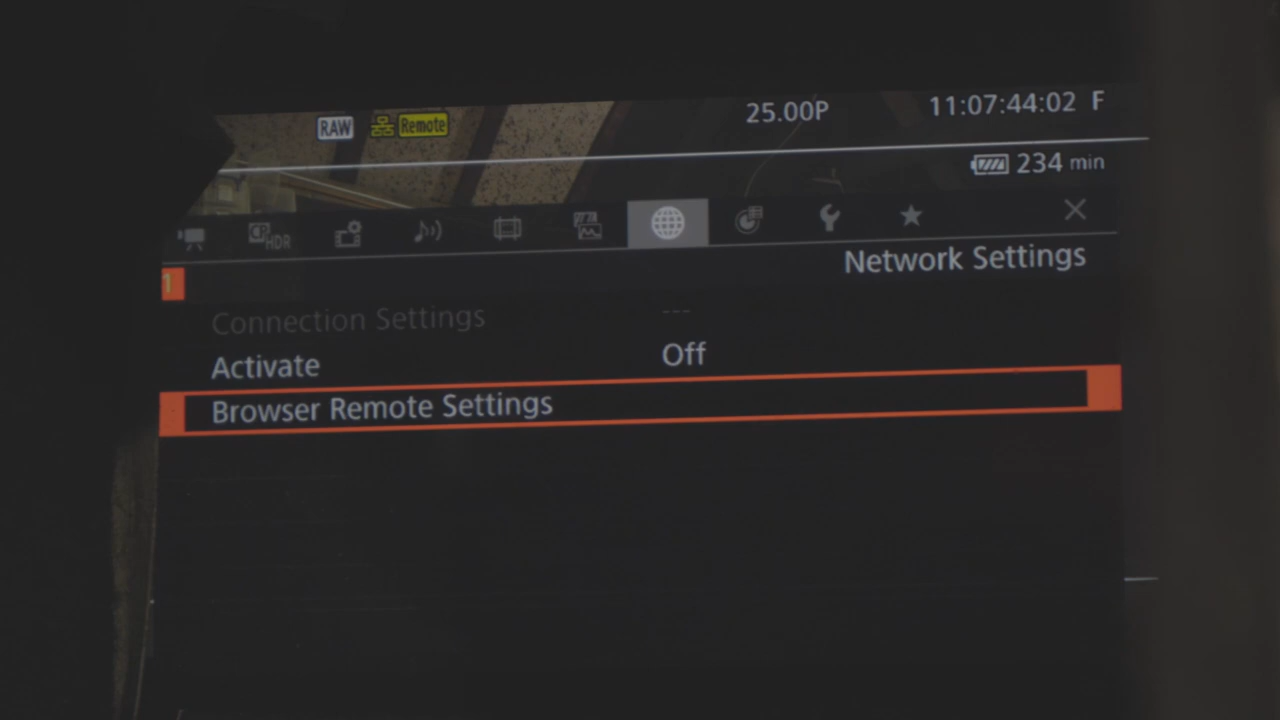 RAW Remote 25.00P 11:07:44:02 F
234 min
CP HDR
Network Settings
1
Connection Settings ---
Activate Off
Browser Remote Settings